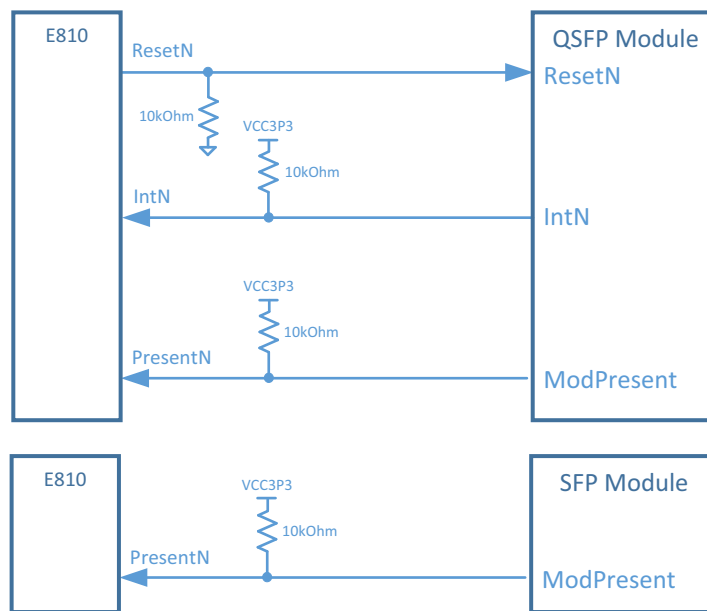 E810
QSFP Module
ResetN
ResetN
10kOhm
VCC3P3
10kOhm
IntN
IntN
VCC3P3
10kOhm
PresentN
ModPresent
E810
SFP Module
VCC3P3
10kOhm
PresentN
ModPresent